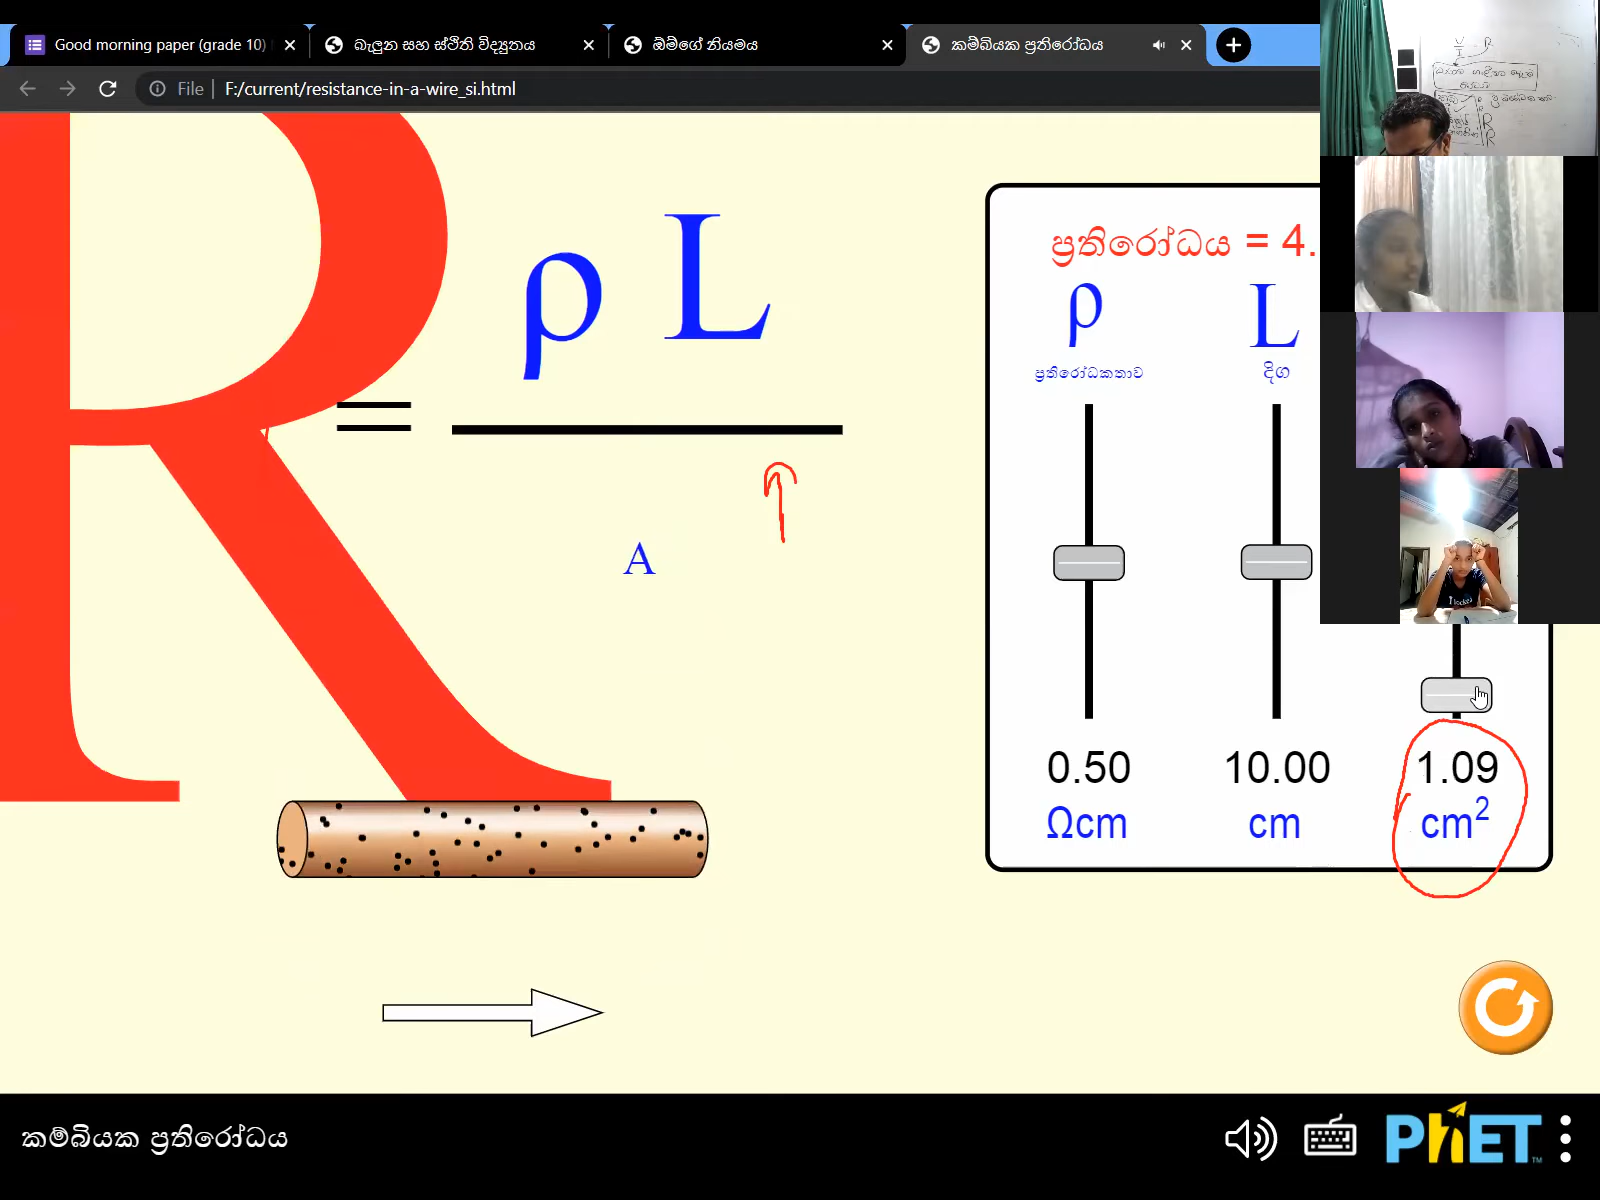 Good morning paper (grade 10)
බැලුන සහ ස්ථිති විද්‍යුතය
ඕම්ගේ නියමය
කම්බියක ප්‍රතිරෝධය
File
F:/current/resistance-in-a-wire_si.html
V
I
R
R
R
R = ρ L
A
ප්‍රතිරෝධය = 4.
ρ L
ප්‍රතිරෝධකතාව දිග
0.50 10.00 1.09
Ωcm cm cm²
කම්බියක ප්‍රතිරෝධය
PhET